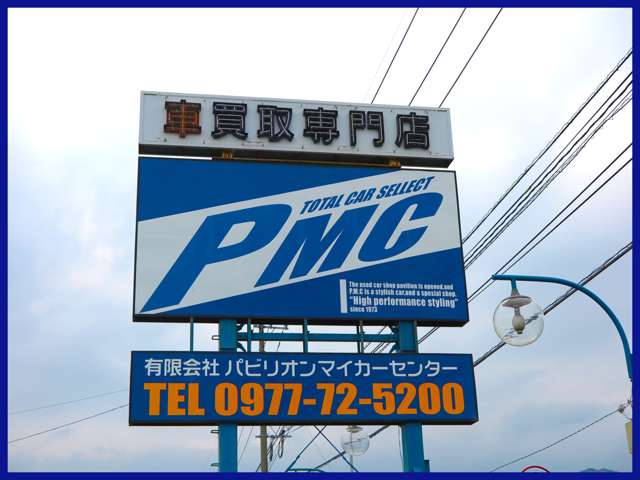 車買取専門店
TOTAL CAR SELLECT
PMC
The used car shop pavilion is opened,and
P.M.C is a stylish car,and a special shop.
"High performance styling"
since 1973
有限会社 パビリオンマイカーセンター
TEL 0977-72-5200